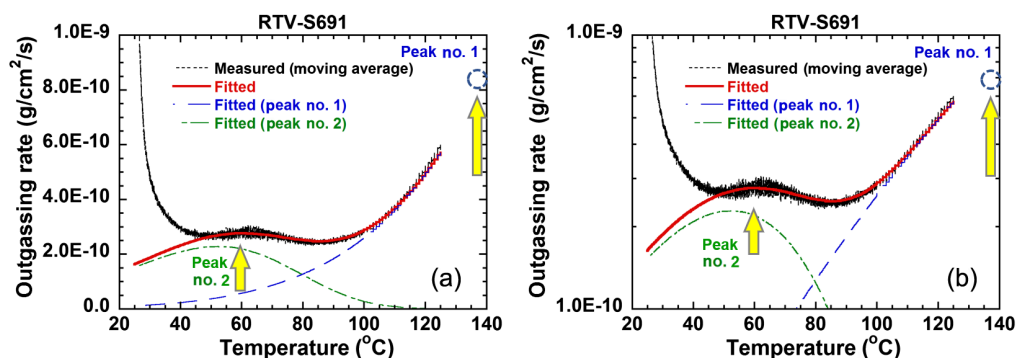 RTV-S691
1.0E-9
8.0E-10
6.0E-10
4.0E-10
2.0E-10
0.0
Outgassing rate (g/cm²/s)
Peak no. 1
Measured (moving average)
Fitted
Fitted (peak no. 1)
Fitted (peak no. 2)
Peak
no. 2
(a)
20 40 60 80 100 120 140
Temperature (°C)
RTV-S691
1.0E-9
1.0E-10
Outgassing rate (g/cm²/s)
Peak no. 1
Measured (moving average)
Fitted
Fitted (peak no. 1)
Fitted (peak no. 2)
Peak
no. 2
(b)
20 40 60 80 100 120 140
Temperature (°C)